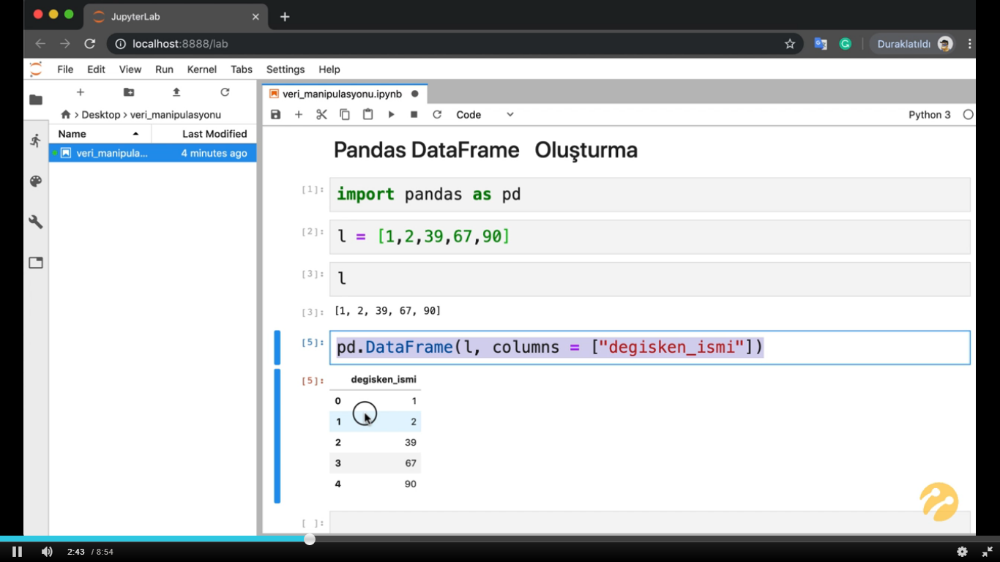 JupyterLab
localhost:8888/lab
Duraklatıldı
File Edit View Run Kernel Tabs Settings Help
veri_manipulasyonu.ipynb
Desktop > veri_manipulasyonu
Code
Python 3
Name Last Modified
veri_manipula... 4 minutes ago
Pandas DataFrame Oluşturma
[1]: import pandas as pd
[2]: l = [1,2,39,67,90]
[3]: l
[3]: [1, 2, 39, 67, 90]
[5]: pd.DataFrame(l, columns = ["degisken_ismi"])
[5]: degisken_ismi
0 1
1 2
2 39
3 67
4 90
[ ]:
2:43 / 8:54